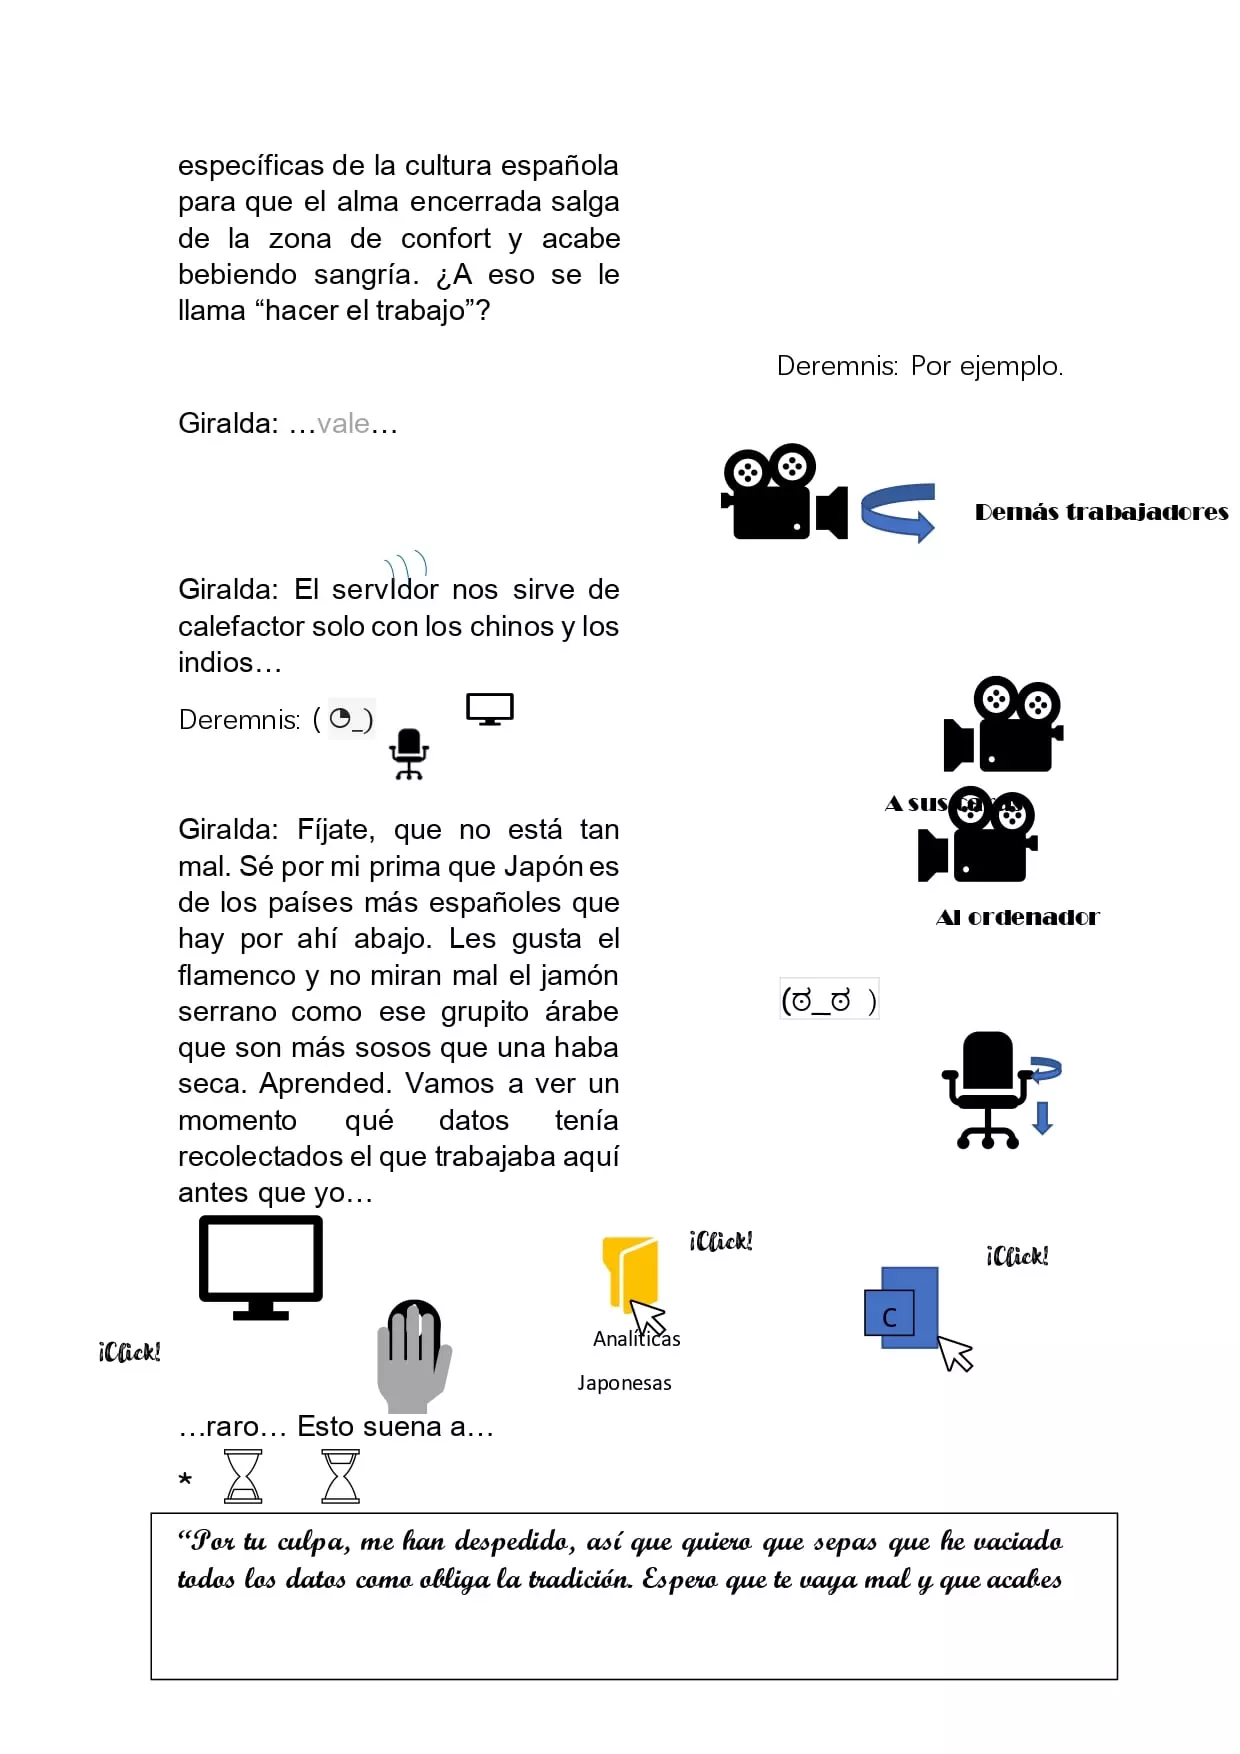 específicas de la cultura española
para que el alma encerrada salga
de la zona de confort y acabe
bebiendo sangría. ¿A eso se le
llama “hacer el trabajo”?
Deremnis: Por ejemplo.
Giralda: …vale…
Demás trabajadores
Giralda: El servIdor nos sirve de
calefactor solo con los chinos y los
indios…
Deremnis: ( ◔_)
A sus
Giralda: Fíjate, que no está tan
mal. Sé por mi prima que Japón es
de los países más españoles que
hay por ahí abajo. Les gusta el
flamenco y no miran mal el jamón
serrano como ese grupito árabe
que son más sosos que una haba
seca. Aprended. Vamos a ver un
momento qué datos tenía
recolectados el que trabajaba aquí
antes que yo…
Al ordenador
(ಠ_ಠ )
¡Click!
¡Click!
C
¡Click!
Analíticas
Japonesas
…raro… Esto suena a…
*
“Por tu culpa, me han despedido, así que quiero que sepas que he vaciado
todos los datos como obliga la tradición. Espero que te vaya mal y que acabes